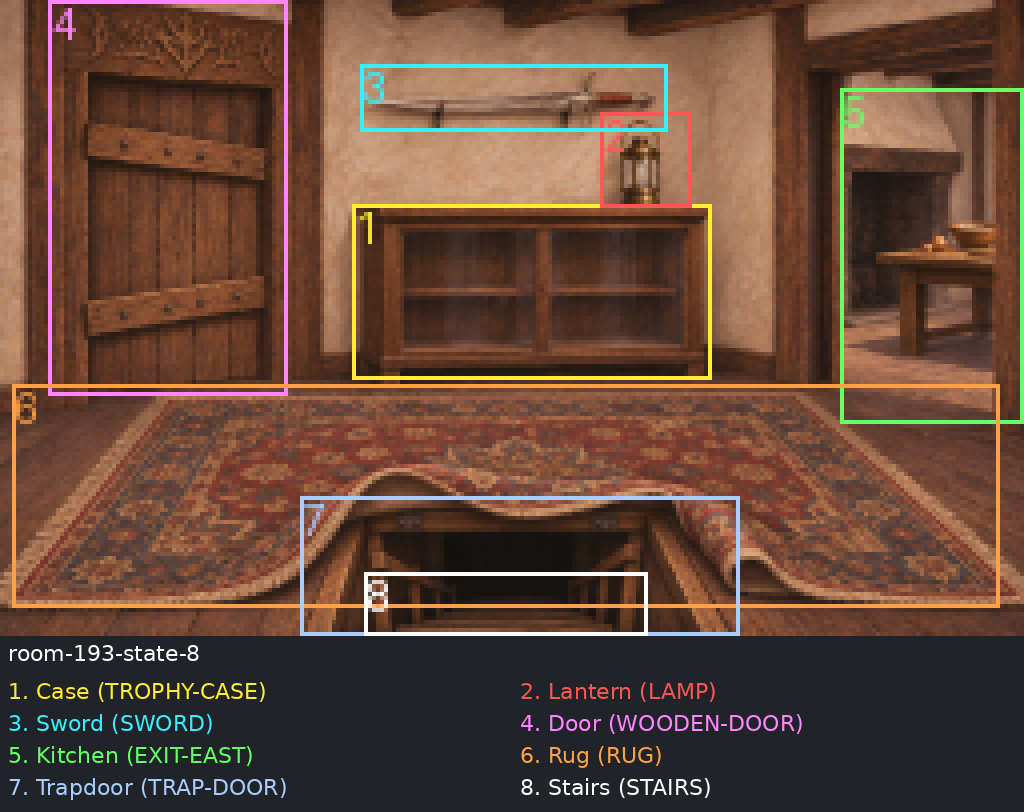 4
3
2
5
1
6
7
8
room-193-state-8
1. Case (TROPHY-CASE)
2. Lantern (LAMP)
3. Sword (SWORD)
4. Door (WOODEN-DOOR)
5. Kitchen (EXIT-EAST)
6. Rug (RUG)
7. Trapdoor (TRAP-DOOR)
8. Stairs (STAIRS)